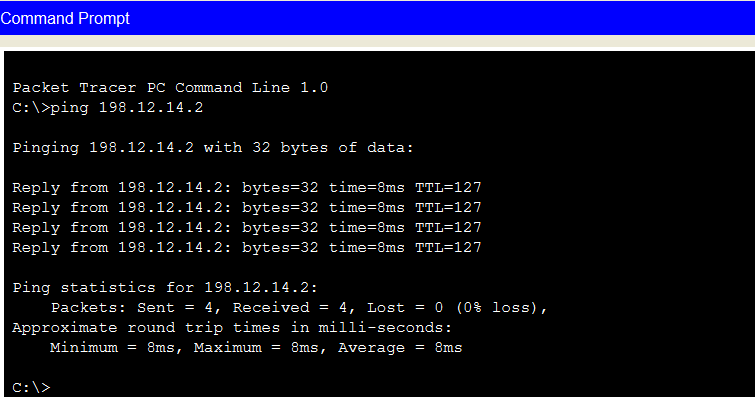 Command Prompt
Packet Tracer PC Command Line 1.0
C:\>ping 198.12.14.2
Pinging 198.12.14.2 with 32 bytes of data:
Reply from 198.12.14.2: bytes=32 time=8ms TTL=127
Reply from 198.12.14.2: bytes=32 time=8ms TTL=127
Reply from 198.12.14.2: bytes=32 time=8ms TTL=127
Reply from 198.12.14.2: bytes=32 time=8ms TTL=127
Ping statistics for 198.12.14.2:
Packets: Sent = 4, Received = 4, Lost = 0 (0% loss),
Approximate round trip times in milli-seconds:
Minimum = 8ms, Maximum = 8ms, Average = 8ms
C:\>